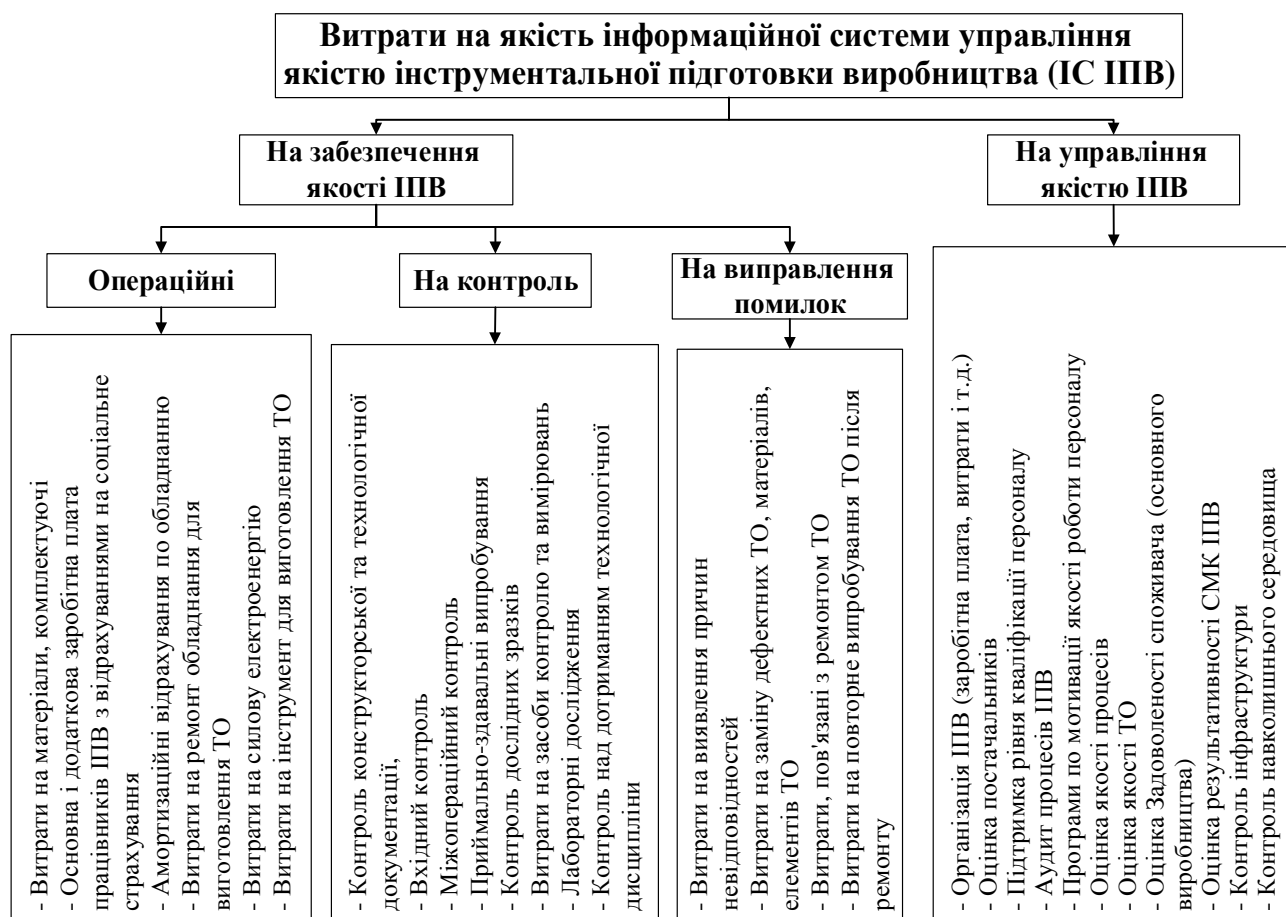 Витрати на якість інформаційної системи управління
якістю інструментальної підготовки виробництва (ІС ІПВ)
На забезпечення
якості ІПВ
На управління
якістю ІПВ
Операційні
На контроль
На виправлення
помилок
- Витрати на матеріали, комплектуючі
- Основна і додаткова заробітна плата
працівників ІПВ з відрахуваннями на соціальне
страхування
- Амортизаційні відрахування по обладнанню
- Витрати на ремонт обладнання для
виготовлення ТО
- Витрати на силову електроенергію
- Витрати на інструмент для виготовлення ТО
- Контроль конструкторської та технологічної
документації,
- Вхідний контроль
- Міжопераційний контроль
- Приймально-здавальні випробування
- Контроль дослідних зразків
- Витрати на засоби контролю та вимірювань
- Лабораторні дослідження
- Контроль над дотриманням технологічної
дисципліни
- Витрати на виявлення причин
невідповідностей
- Витрати на заміну дефектних ТО, матеріалів,
елементів ТО
- Витрати, пов'язані з ремонтом ТО
- Витрати на повторне випробування ТО після
ремонту
- Організація ІПВ (заробітна плата, витрати і т.д.)
- Оцінка постачальників
- Підтримка рівня кваліфікації персоналу
- Аудит процесів ІПВ
- Програми по мотивації якості роботи персоналу
- Оцінка якості процесів
- Оцінка якості ТО
- Оцінка Задоволеності споживача (основного
виробництва)
- Оцінка результативності СМК ІПВ
- Контроль інфраструктури
- Контроль навколишнього середовища